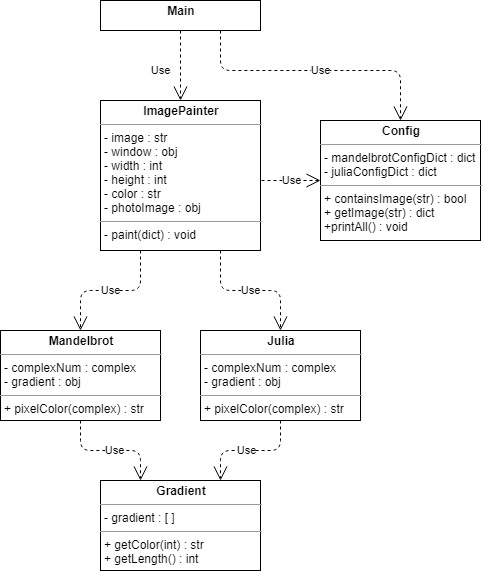 Main
Use
Use
ImagePainter
- image : str
- window : obj
- width : int
- height : int
- color : str
- photoImage : obj
- paint(dict) : void
Use
Config
- mandelbrotConfigDict : dict
- juliaConfigDict : dict
+ containsImage(str) : bool
+ getImage(str) : dict
+printAll() : void
Use
Use
Mandelbrot
- complexNum : complex
- gradient : obj
+ pixelColor(complex) : str
Julia
- complexNum : complex
- gradient : obj
+ pixelColor(complex) : str
Use
Use
Gradient
- gradient : [ ]
+ getColor(int) : str
+ getLength() : int